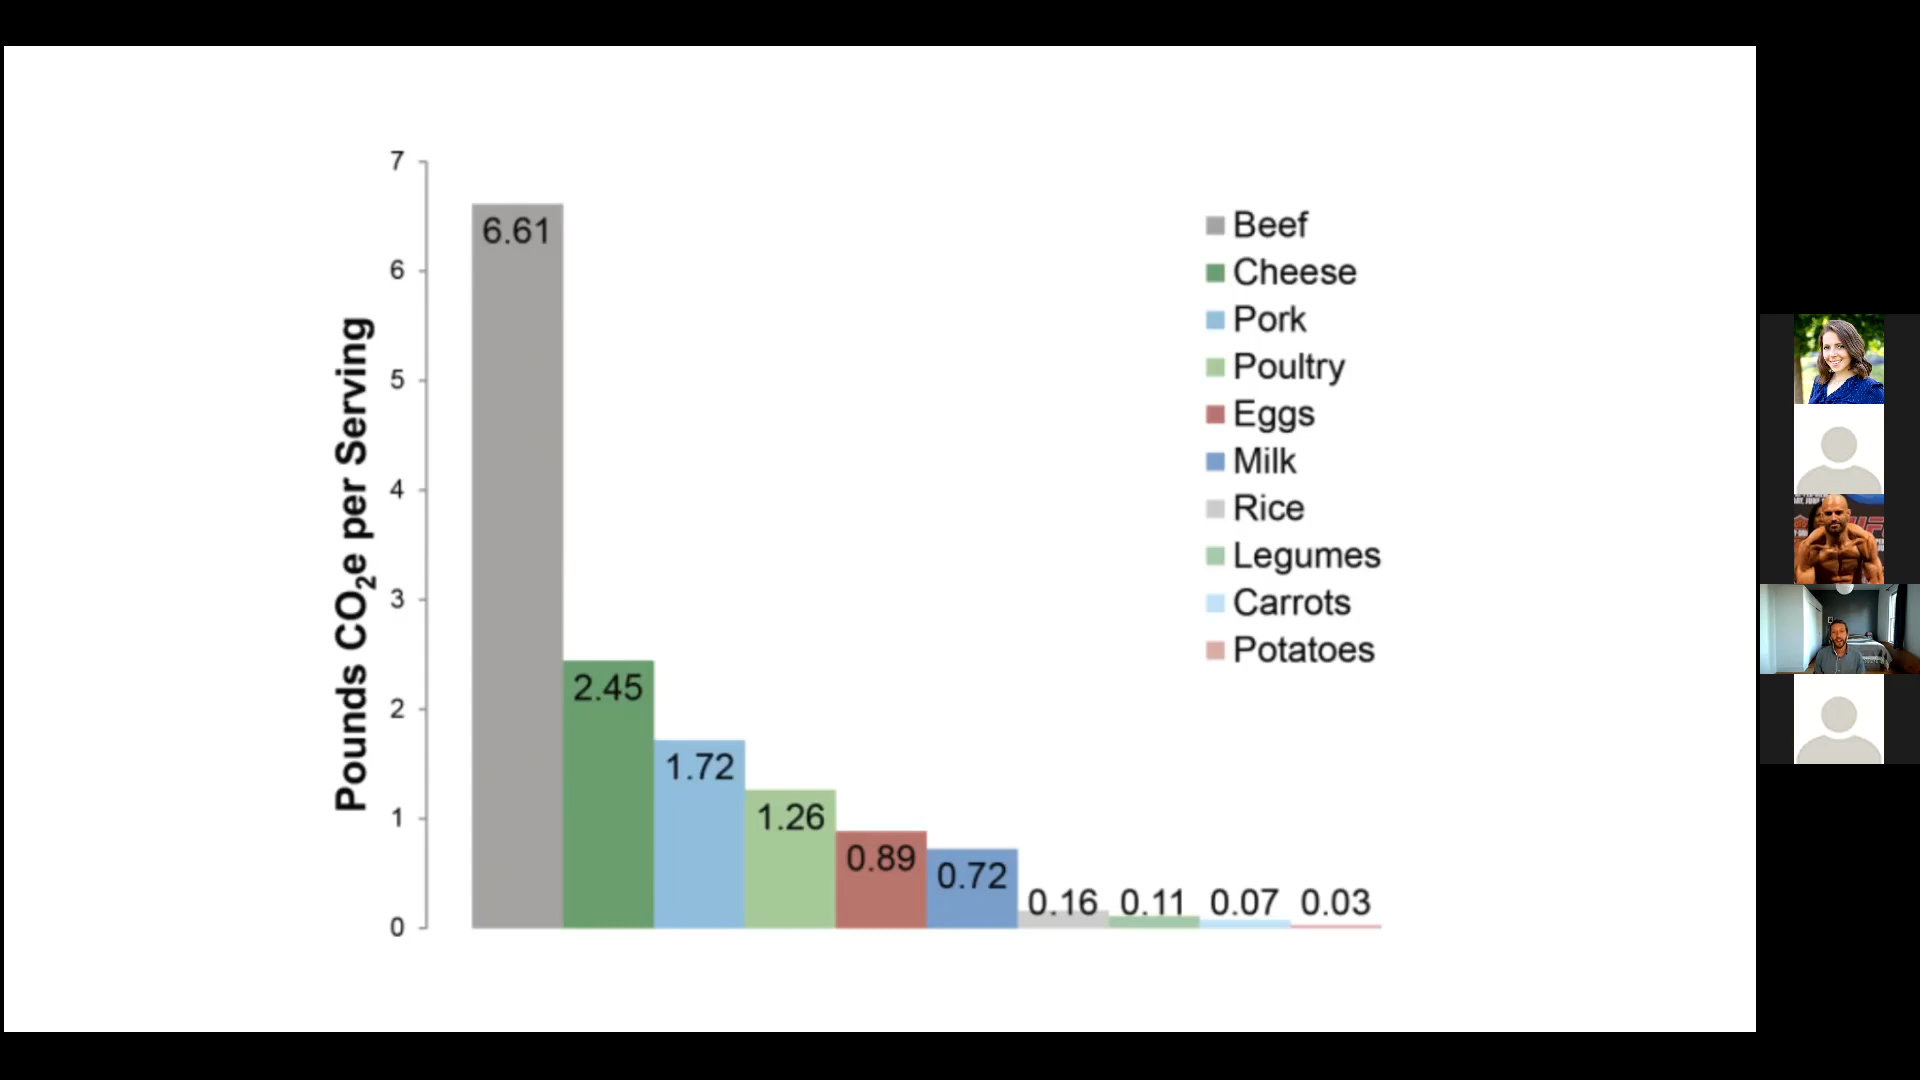 Pounds CO₂e per Serving
7
6
5
4
3
2
1
0
6.61
2.45
1.72
1.26
0.89
0.72
0.16
0.11
0.07
0.03
Beef
Cheese
Pork
Poultry
Eggs
Milk
Rice
Legumes
Carrots
Potatoes